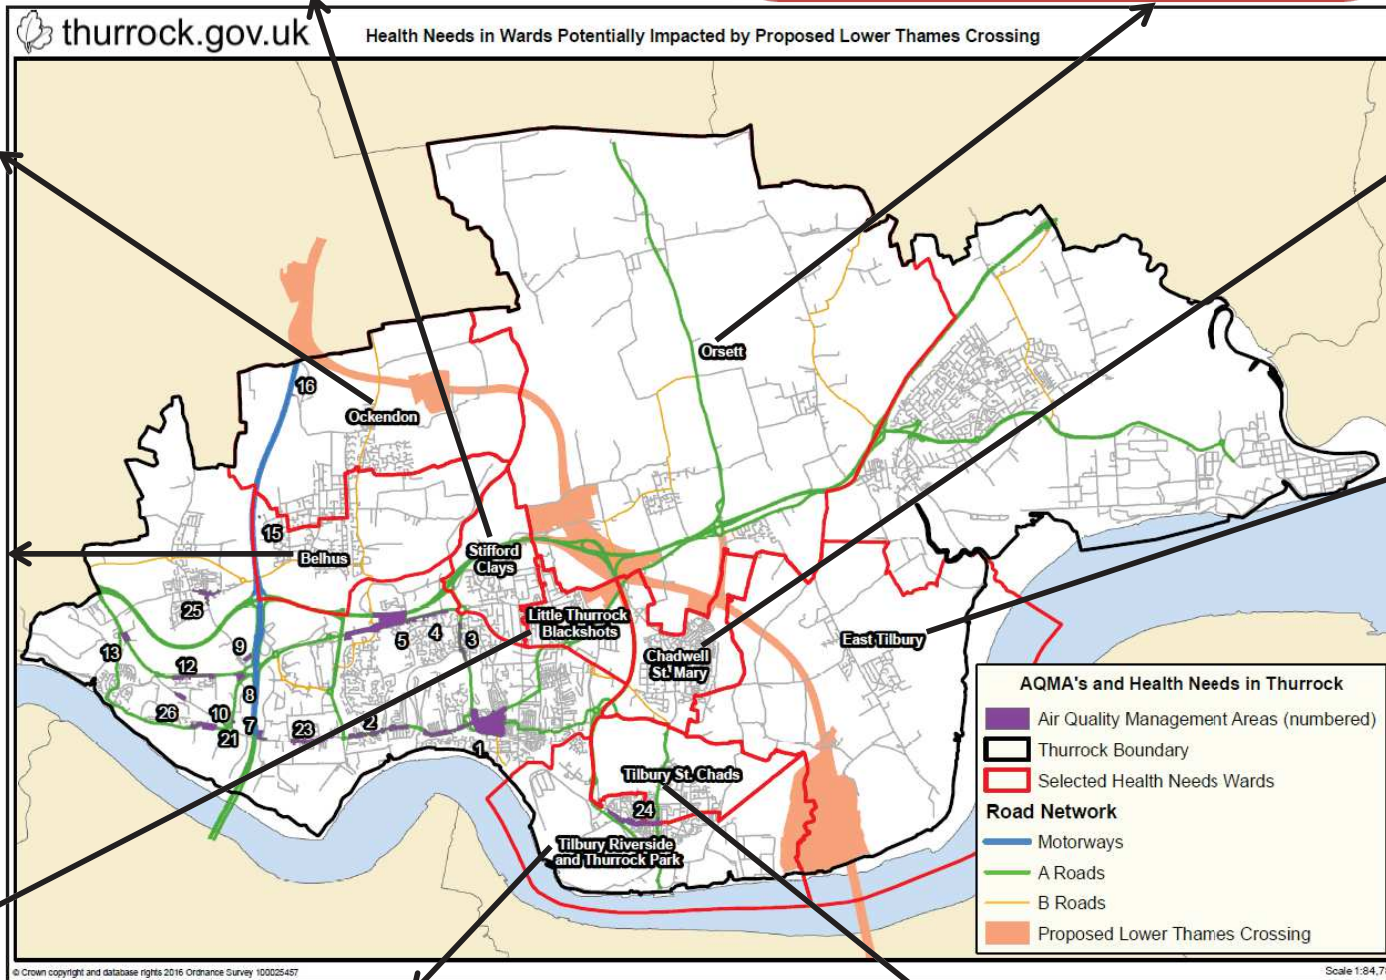 thurrock.gov.uk
Health Needs in Wards Potentially Impacted by Proposed Lower Thames Crossing
Orsett
16
Ockendon
15
Belhus
Stifford
Clays
25
Little Thurrock
Blackshots
5
4
3
9
13
12
East Tilbury
Chadwell
St. Mary
8
26
10
7
21
23
2
1
Tilbury St. Chads
24
Tilbury Riverside
and Thurrock Park
AQMA's and Health Needs in Thurrock
Air Quality Management Areas (numbered)
Thurrock Boundary
Selected Health Needs Wards
Road Network
Motorways
A Roads
B Roads
Proposed Lower Thames Crossing
© Crown copyright and database rights 2016 Ordnance Survey 100025457
Scale 1:84,7